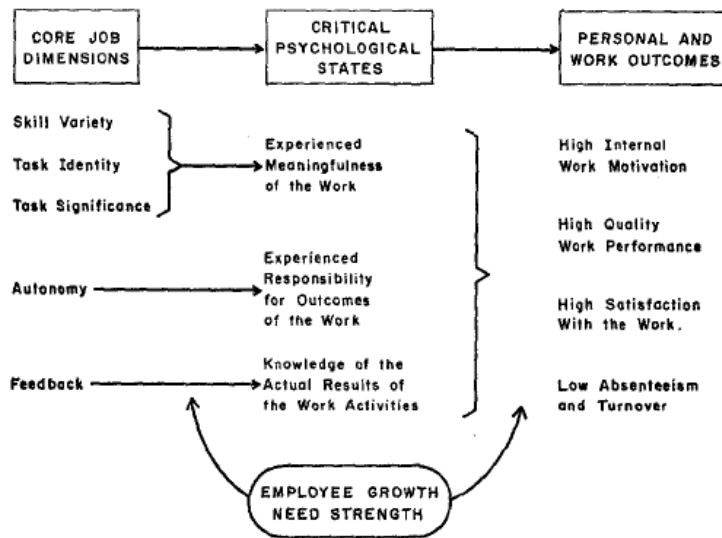 CORE JOB
DIMENSIONS
CRITICAL
PSYCHOLOGICAL
STATES
PERSONAL AND
WORK OUTCOMES
Skill Variety
Task Identity
Task Significance
Experienced
Meaningfulness
of the Work
High Internal
Work Motivation
High Quality
Work Performance
Autonomy
Experienced
Responsibility
for Outcomes
of the Work
High Satisfaction
With the Work.
Feedback
Knowledge of the
Actual Results of
the Work Activities
Low Absenteeism
and Turnover
EMPLOYEE GROWTH
NEED STRENGTH